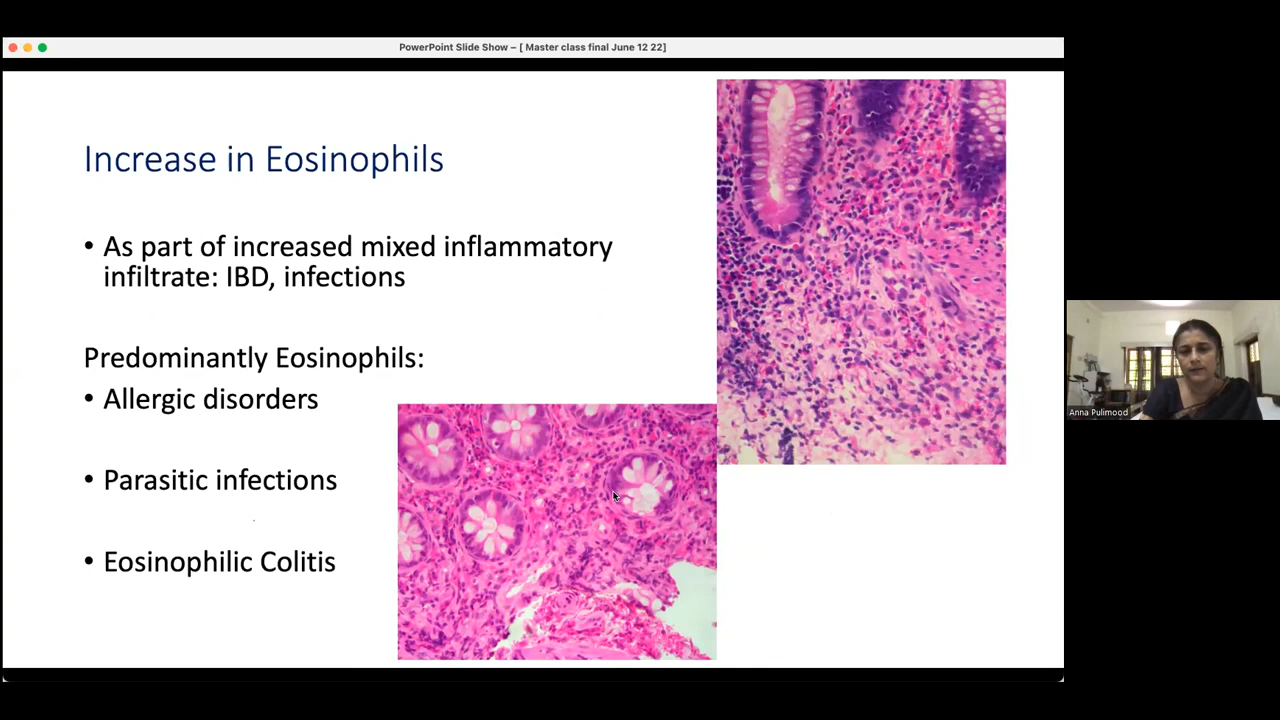 PowerPoint Slide Show – [ Master class final June 12 22]
Increase in Eosinophils
• As part of increased mixed inflammatory
infiltrate: IBD, infections
Predominantly Eosinophils:
• Allergic disorders
• Parasitic infections
• Eosinophilic Colitis
Anna Pulimood